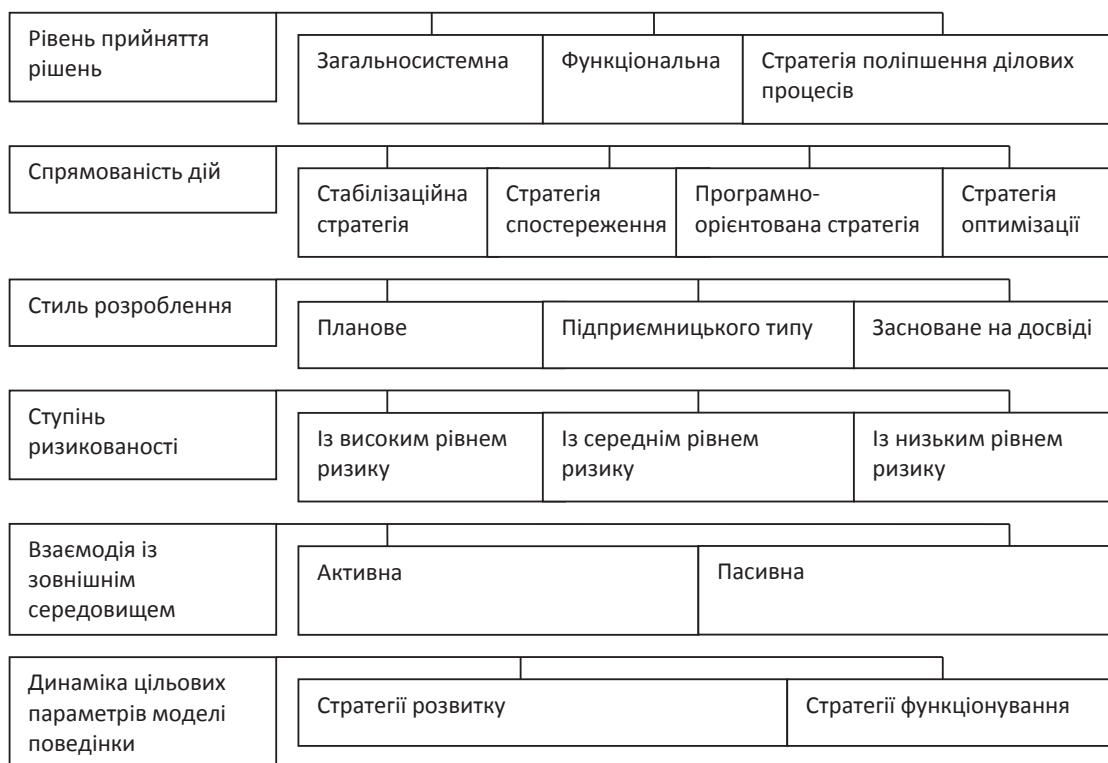 Рівень прийняття
рішень
Загальносистемна
Функціональна
Стратегія поліпшення ділових
процесів
Спрямованість дій
Стабілізаційна
стратегія
Стратегія
спостереження
Програмно-
орієнтована стратегія
Стратегія
оптимізації
Стиль розроблення
Планове
Підприємницького типу
Засноване на досвіді
Ступінь
ризикованості
Із високим рівнем
ризику
Із середнім рівнем
ризику
Із низьким рівнем
ризику
Взаємодія із
зовнішнім
середовищем
Активна
Пасивна
Динаміка цільових
параметрів моделі
поведінки
Стратегії розвитку
Стратегії функціонування